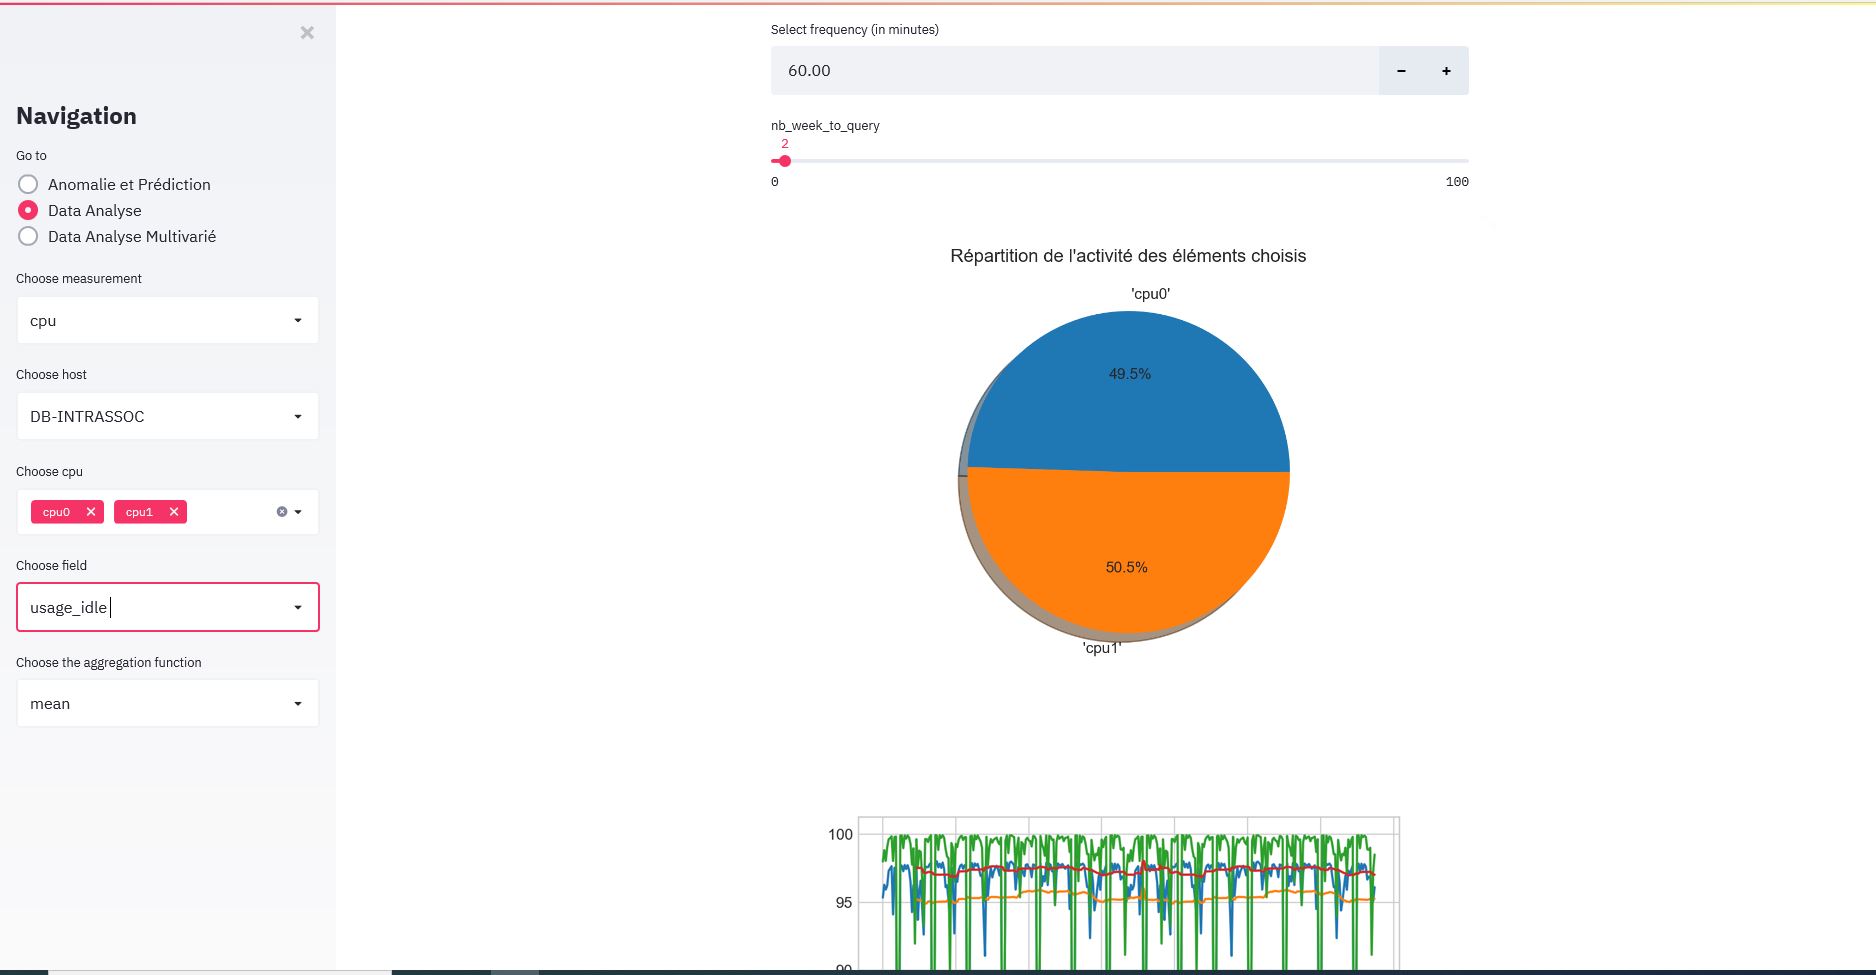 Navigation
Go to
Anomalie et Prédiction
Data Analyse
Data Analyse Multivarié
Choose measurement
cpu
Choose host
DB-INTRASSOC
Choose cpu
cpu0
cpu1
Choose field
usage_idle
Choose the aggregation function
mean
Select frequency (in minutes)
60.00
− +
nb_week_to_query
2
0 100
Répartition de l'activité des éléments choisis
'cpu0'
49.5%
50.5%
'cpu1'
100
95
90